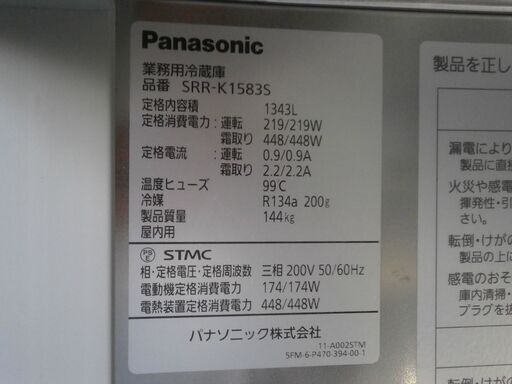 Panasonic
業務用冷蔵庫
品番 SRR-K1583S
定格内容積 1343L
定格消費電力：運転 219/219W
霜取り 448/448W
定格電流：運転 0.9/0.9A
霜取り 2.2/2.2A
温度ヒューズ 99℃
冷媒 R134a 200g
製品質量 144kg
屋内用
PS E STMC
相・定格電圧・定格周波数 三相 200V 50/60Hz
電動機定格消費電力 174/174W
電熱装置定格消費電力 448/448W
パナソニック株式会社
11-A002STM
5FM-6-P470-394-00-1
製品を正し
漏電により
製品に直接
火災や感電
揮発性・引
さい。
転倒・けが
製品の上に
感電のおそ
庫内清掃・
プラグを抜
転倒・けが